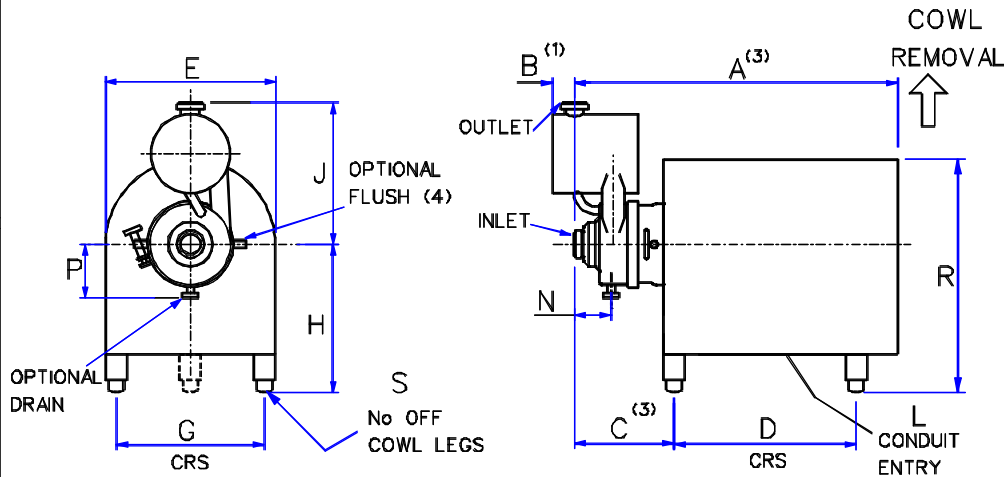 E
J
OPTIONAL
FLUSH (4)
P
H
OPTIONAL
DRAIN
G
CRS
S
No OFF
COWL LEGS
COWL
REMOVAL
B (1)
A (3)
OUTLET
INLET
N
R
C (3)
D
CRS
L
CONDUIT
ENTRY